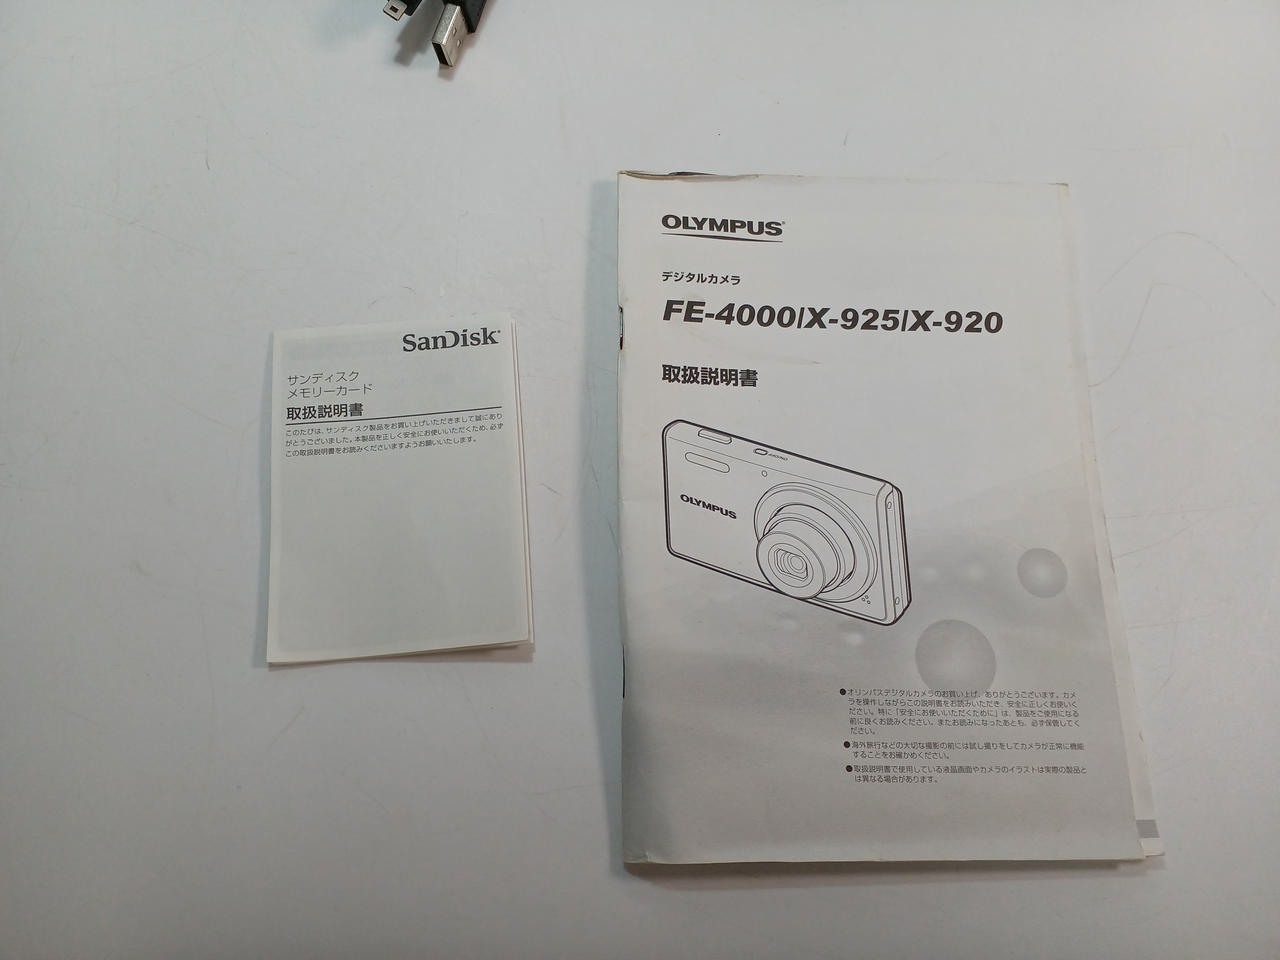 SanDisk
サンディスク
メモリーカード
取扱説明書
このたびは、サンディスク製品をお買い上げいただきまして誠にあり
がとうございました。本製品を正しく安全にお使いいただくため、必ず
この取扱説明書をお読みくださいますようお願いいたします。
OLYMPUS
デジタルカメラ
FE-4000/X-925/X-920
取扱説明書
OLYMPUS
●オリンパスデジタルカメラのお買い上げ、ありがとうございます。カメ
ラを操作しながらこの説明書をお読みいただき、安全に正しくお使いく
ださい。特に「安全にお使いいただくために」は、製品をご使用になる
前に良くお読みください。またお読みになったあとも、必ず保管してく
ださい。
●海外旅行などの大切な撮影の前には試し撮りをしてカメラが正常に機能
することをお確かめください。
●取扱説明書で使用している液晶画面やカメラのイラストは実際の製品と
は異なる場合があります。